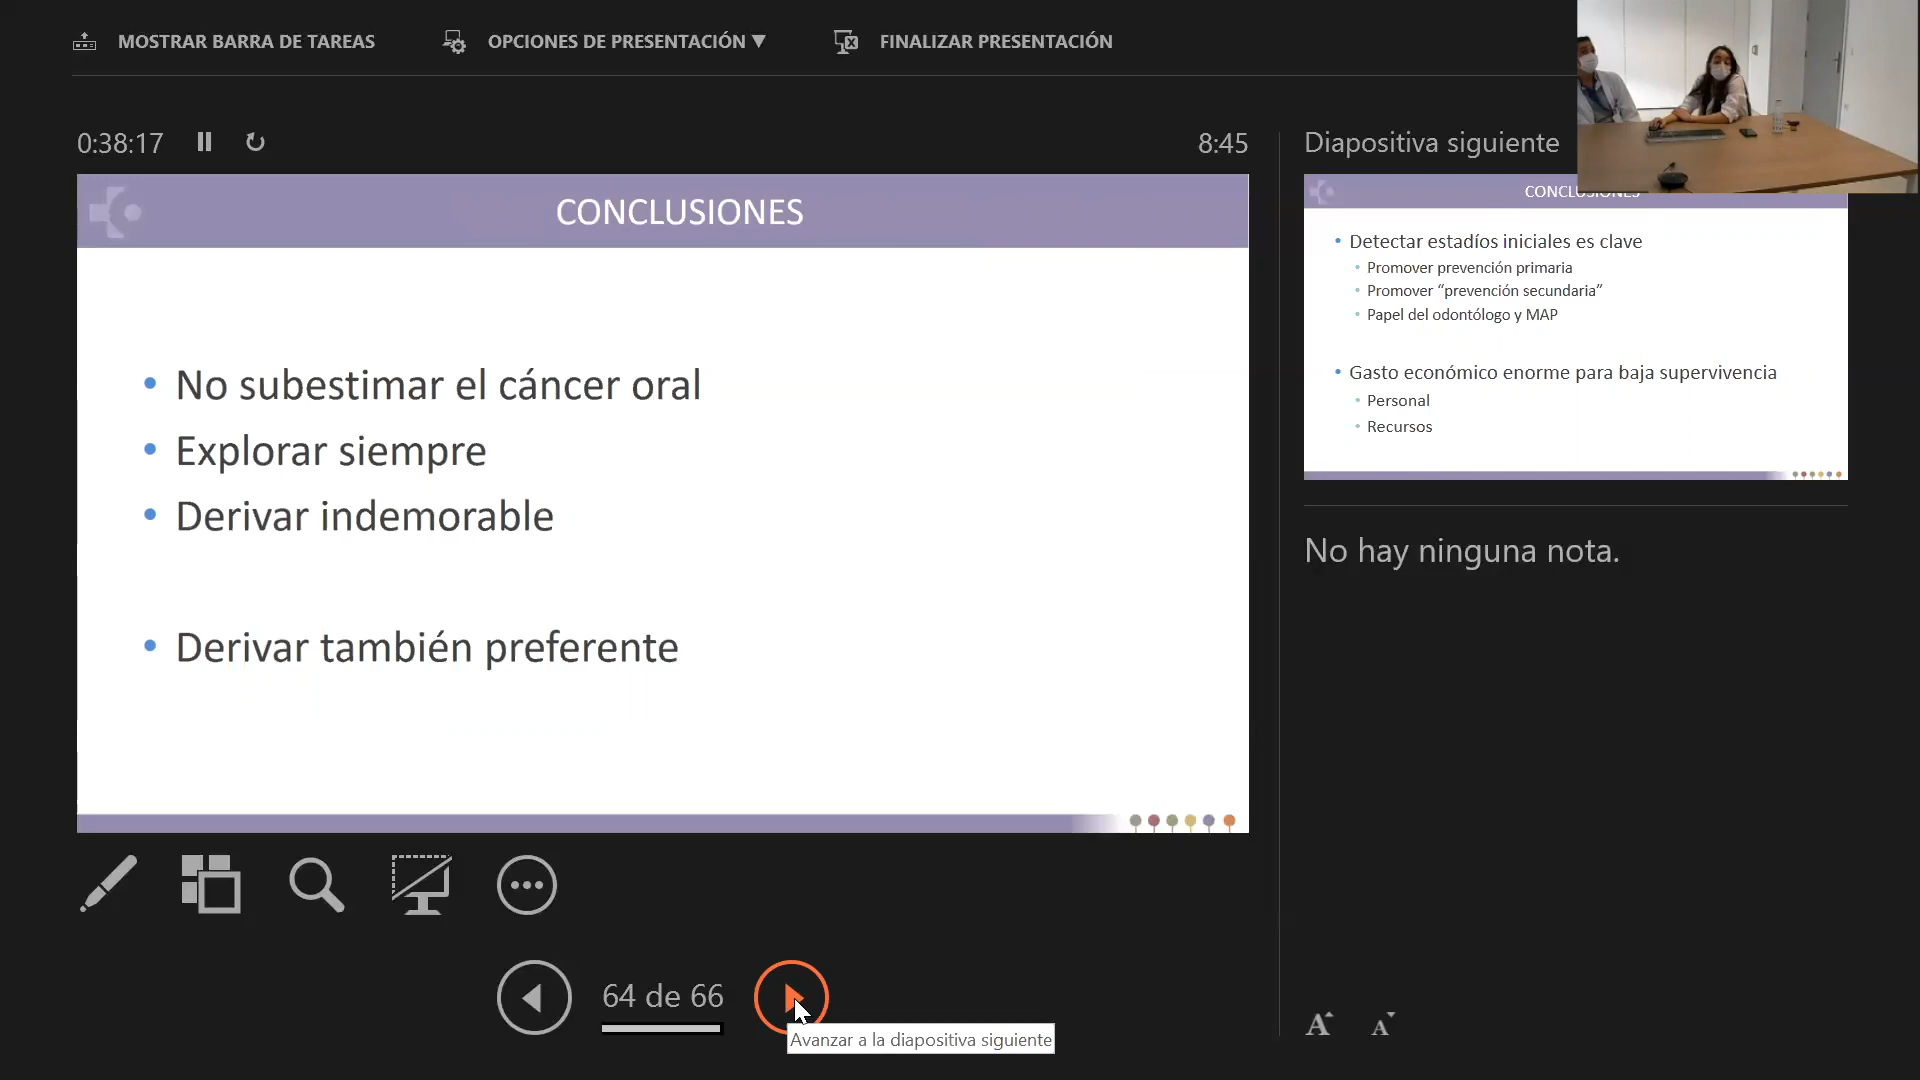 MOSTRAR BARRA DE TAREAS
OPCIONES DE PRESENTACIÓN ▼
FINALIZAR PRESENTACIÓN
0:38:17
8:45
CONCLUSIONES
• No subestimar el cáncer oral
• Explorar siempre
• Derivar indemorable
• Derivar también preferente
64 de 66
Avanzar a la diapositiva siguiente
Diapositiva siguiente
CONCLUSIONES
• Detectar estadíos iniciales es clave
• Promover prevención primaria
• Promover “prevención secundaria”
• Papel del odontólogo y MAP
• Gasto económico enorme para baja supervivencia
• Personal
• Recursos
No hay ninguna nota.
A A